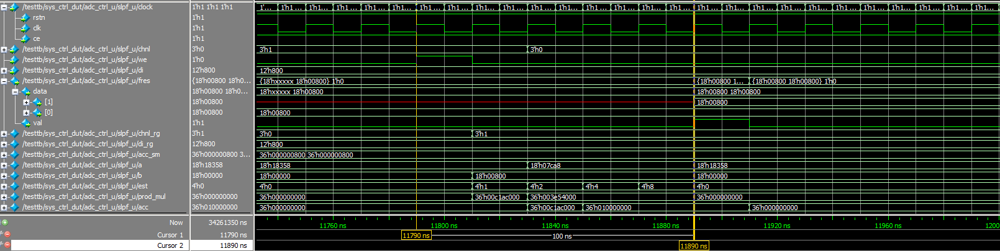 /testtb/sys_ctrl_dut/adc_ctrl_u/slpf_u/clock 1'h1 1'h1 1'h1 1'... 1'h1 ... 1'h1... 1'h1 ... 1'h1... 1'h1 ... 1'h1 ... 1'h1... 1'h1 ... 1'h1... 1'h1 ... 1'h1... 1'h1 ... 1'h1... 1'h1 ... 1'h1 ... 1'h1 ... 1'h1 ... 1'h1 ... 1'h1 ... 1'h1 ... 1'h1 ... 1'h1 ... 1'h1 ... 1'h1 ... 1'h1 ...
rstn 1'h1
clk 1'h1
ce 1'h1
/testtb/sys_ctrl_dut/adc_ctrl_u/slpf_u/chnl 3'h0 3'h1 3'h0
/testtb/sys_ctrl_dut/adc_ctrl_u/slpf_u/we 1'h0
/testtb/sys_ctrl_dut/adc_ctrl_u/slpf_u/di 12'h800 12'h800
/testtb/sys_ctrl_dut/adc_ctrl_u/slpf_u/fres {18'h00800 18'h0... {18'hxxxxx 18'h00800} 1'h0 {18'h00800 1... {18'h00800 18'h00800} 1'h0
data 18'h00800 18'h0... 18'hxxxxx 18'h00800 18'h00800 18'h00800
[1] 18'h00800 18'h00800
[0] 18'h00800 18'h00800
val 1'h1
/testtb/sys_ctrl_dut/adc_ctrl_u/slpf_u/chnl_rg 3'h1 3'h0 3'h1
/testtb/sys_ctrl_dut/adc_ctrl_u/slpf_u/di_rg 12'h800 12'h800
/testtb/sys_ctrl_dut/adc_ctrl_u/slpf_u/acc_sm 36'h000000800 3... 36'h000000800 36'h000000800
/testtb/sys_ctrl_dut/adc_ctrl_u/slpf_u/a 18'h18358 18'h18358 18'h07ca8 18'h18358
/testtb/sys_ctrl_dut/adc_ctrl_u/slpf_u/b 18'h00000 18'h00000 18'h00800 18'h00000
/testtb/sys_ctrl_dut/adc_ctrl_u/slpf_u/est 4'h0 4'h0 4'h1 4'h2 4'h4 4'h8 4'h0
/testtb/sys_ctrl_dut/adc_ctrl_u/slpf_u/prod_mul 36'h000000000 36'h000000000 36'h00c1ac000 36'h003e54000 36'h000000000
/testtb/sys_ctrl_dut/adc_ctrl_u/slpf_u/acc 36'h010000000 36'h000000000 36'h00c1ac000 36'h010000000 36'h000000000
Now 34261350 ns 11760 11800 11840 11880 11920 11960 1200
Cursor 1 11790 ns 11790 ns 100 ns
Cursor 2 11890 ns 11890 ns